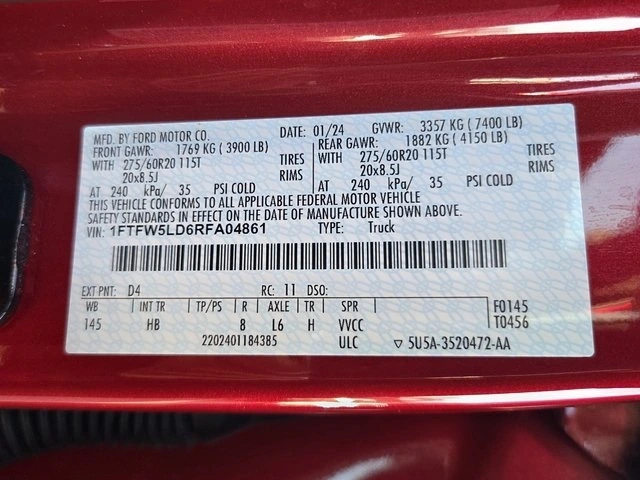 MFD. BY FORD MOTOR CO. DATE: 01/24 GVWR: 3357 KG ( 7400 LB)
FRONT GAWR: 1769 KG ( 3900 LB) REAR GAWR: 1882 KG ( 4150 LB)
WITH 275/60R20 115T TIRES WITH 275/60R20 115T TIRES
20x8.5J RIMS 20x8.5J RIMS
AT 240 kPa/ 35 PSI COLD AT 240 kPa/ 35 PSI COLD
THIS VEHICLE CONFORMS TO ALL APPLICABLE FEDERAL MOTOR VEHICLE
SAFETY STANDARDS IN EFFECT ON THE DATE OF MANUFACTURE SHOWN ABOVE.
VIN: 1FTFW5LD6RFA04861 TYPE: Truck
EXT PNT: D4 RC: 11 DSO:
WB INT TR TP/PS R AXLE TR SPR F0145
145 HB 8 L6 H VVCC T0456
2202401184385 ULC ▽ 5U5A-3520472-AA